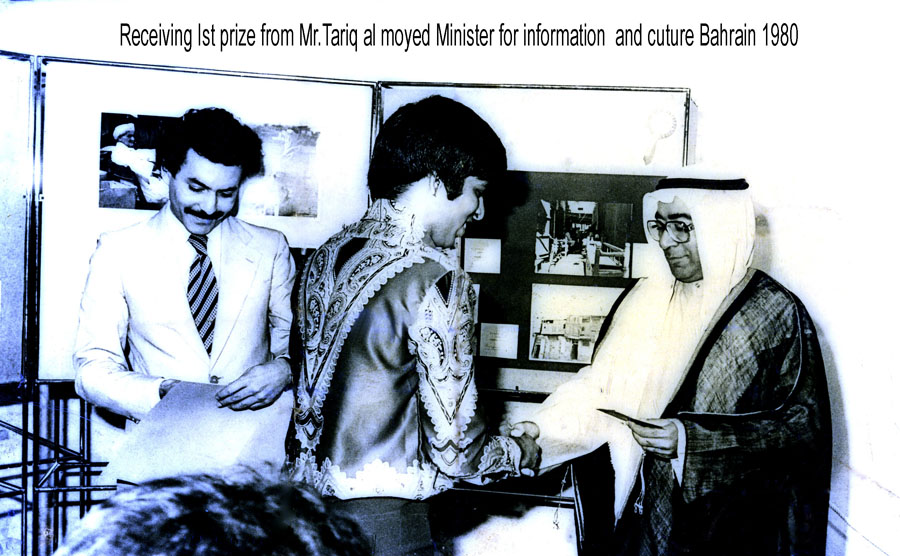 Receiving Ist prize from Mr.Tariq al moyed Minister for information and cuture Bahrain 1980